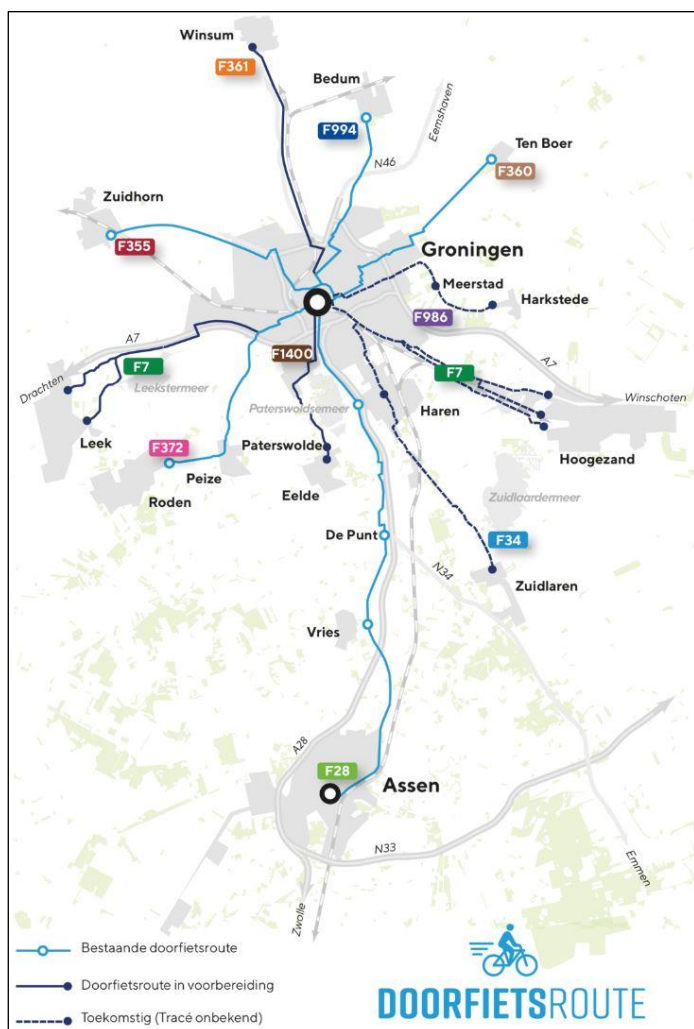 Winsum
F361
Bedum
F994
Eemshaven
N46
Ten Boer
F360
Zuidhorn
F355
Groningen
Meerstad
Harkstede
F986
A7
F1400
F7
Drachten
Leekstermeer
F7
A7
Winschoten
Paterswoldsemeer
Haren
Leek
Paterswolde
F372
Peize
Hoogezand
Eelde
Roden
Zuidlaardermeer
De Punt
F34
N34
Zuidlaren
Vries
A28
F28
Assen
N33
Emmen
Zwolle
Bestaande doorfietsroute
Doorfietsroute in voorbereiding
Toekomstig (Tracé onbekend)
DOORFIETSROUTE